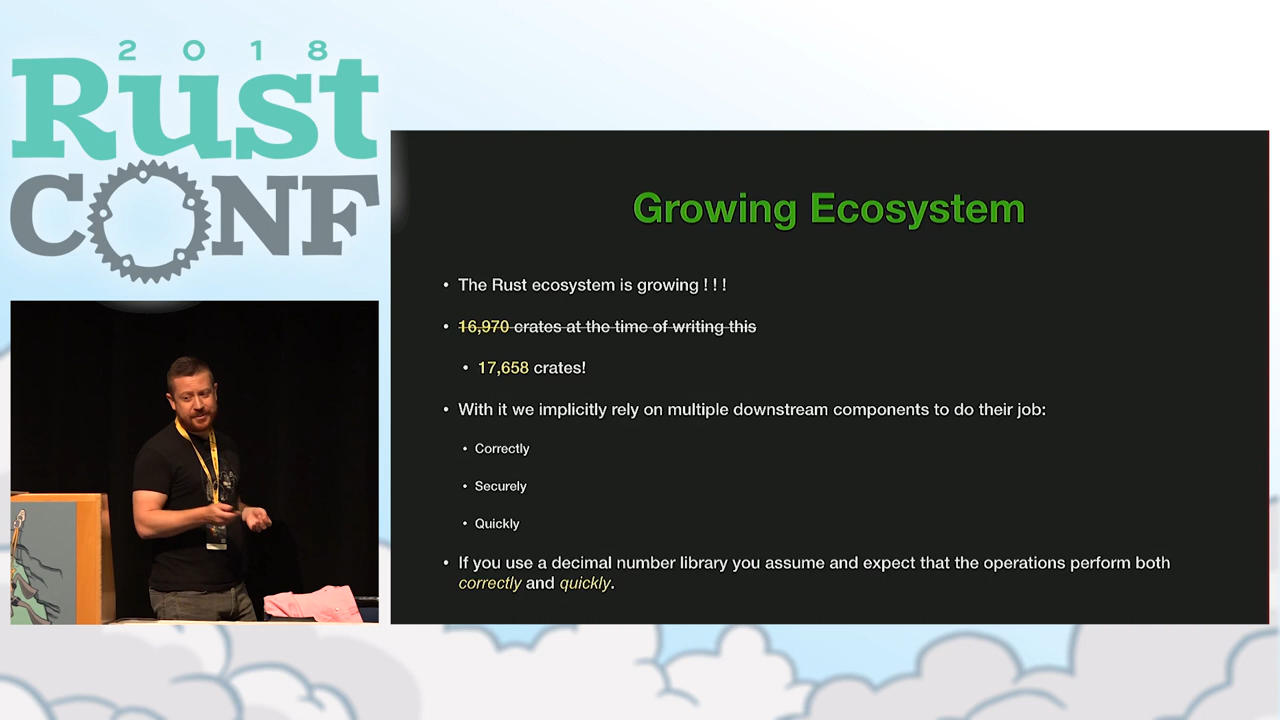 2018
Rust
CONF
Growing Ecosystem
• The Rust ecosystem is growing ! ! !
• 16,970 crates at the time of writing this
• 17,658 crates!
• With it we implicitly rely on multiple downstream components to do their job:
• Correctly
• Securely
• Quickly
• If you use a decimal number library you assume and expect that the operations perform both
correctly and quickly.